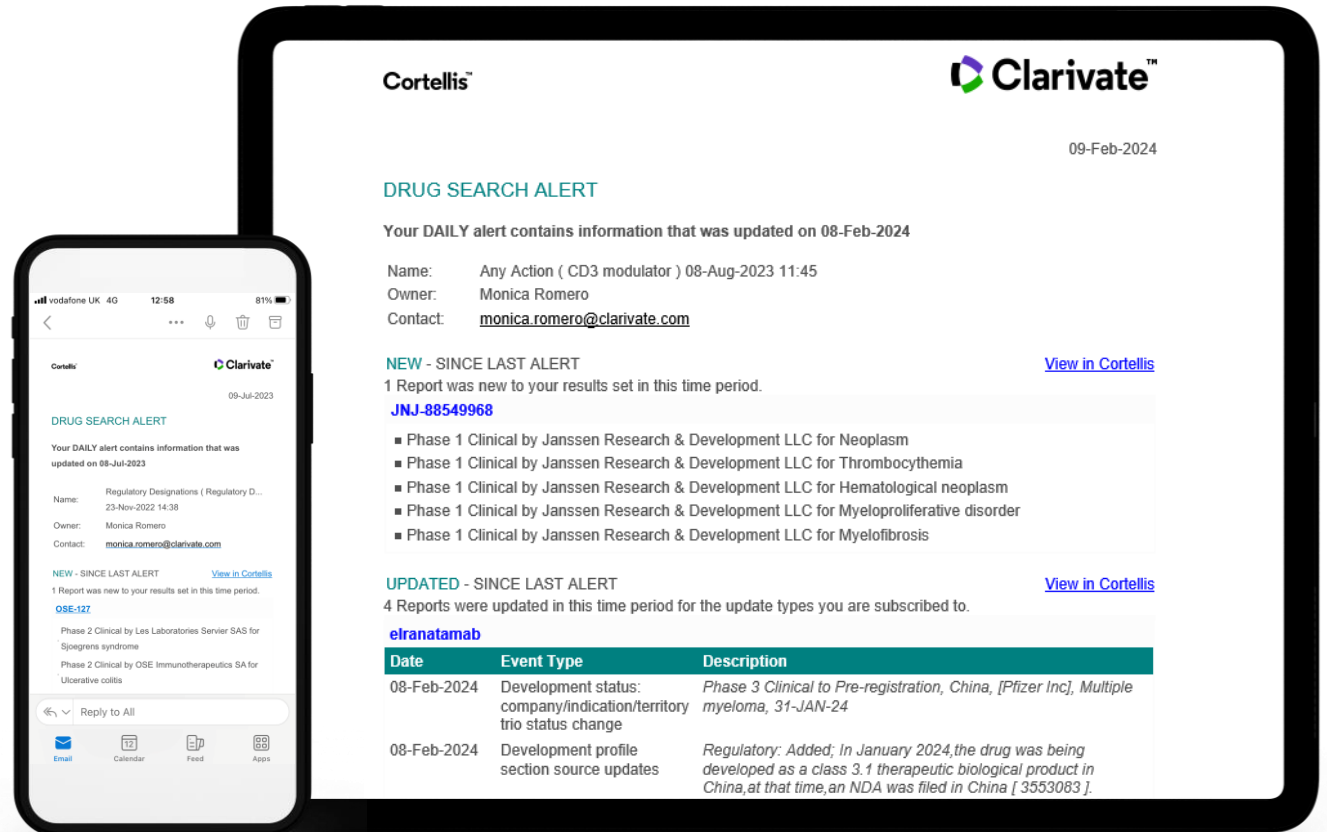 Cortellis™
Clarivate™
09-Feb-2024
DRUG SEARCH ALERT
Your DAILY alert contains information that was updated on 08-Feb-2024
Name: Any Action ( CD3 modulator ) 08-Aug-2023 11:45
Owner: Monica Romero
Contact: monica.romero@clarivate.com
NEW - SINCE LAST ALERT View in Cortellis
1 Report was new to your results set in this time period.
JNJ-88549968
▪ Phase 1 Clinical by Janssen Research & Development LLC for Neoplasm
▪ Phase 1 Clinical by Janssen Research & Development LLC for Thrombocythemia
▪ Phase 1 Clinical by Janssen Research & Development LLC for Hematological neoplasm
▪ Phase 1 Clinical by Janssen Research & Development LLC for Myeloproliferative disorder
▪ Phase 1 Clinical by Janssen Research & Development LLC for Myelofibrosis
UPDATED - SINCE LAST ALERT View in Cortellis
4 Reports were updated in this time period for the update types you are subscribed to.
elranatamab
Date Event Type Description
08-Feb-2024 Development status: Phase 3 Clinical to Pre-registration, China, [Pfizer Inc], Multiple
company/indication/territory myeloma, 31-JAN-24
trio status change
08-Feb-2024 Development profile Regulatory: Added; In January 2024,the drug was being
section source updates developed as a class 3.1 therapeutic biological product in
China,at that time,an NDA was filed in China [ 3553083 ].
vodafone UK 4G 12:58 81%
Cortellis™
Clarivate™
09-Jul-2023
DRUG SEARCH ALERT
Your DAILY alert contains information that was
updated on 08-Jul-2023
Name: Regulatory Designations ( Regulatory D...
23-Nov-2022 14:38
Owner: Monica Romero
Contact: monica.romero@clarivate.com
NEW - SINCE LAST ALERT View in Cortellis
1 Report was new to your results set in this time period.
OSE-127
Phase 2 Clinical by Les Laboratories Servier SAS for
Sjoegrens syndrome
Phase 2 Clinical by OSE Immunotherapeutics SA for
Ulcerative colitis
Reply to All
12
Email Calendar Feed Apps